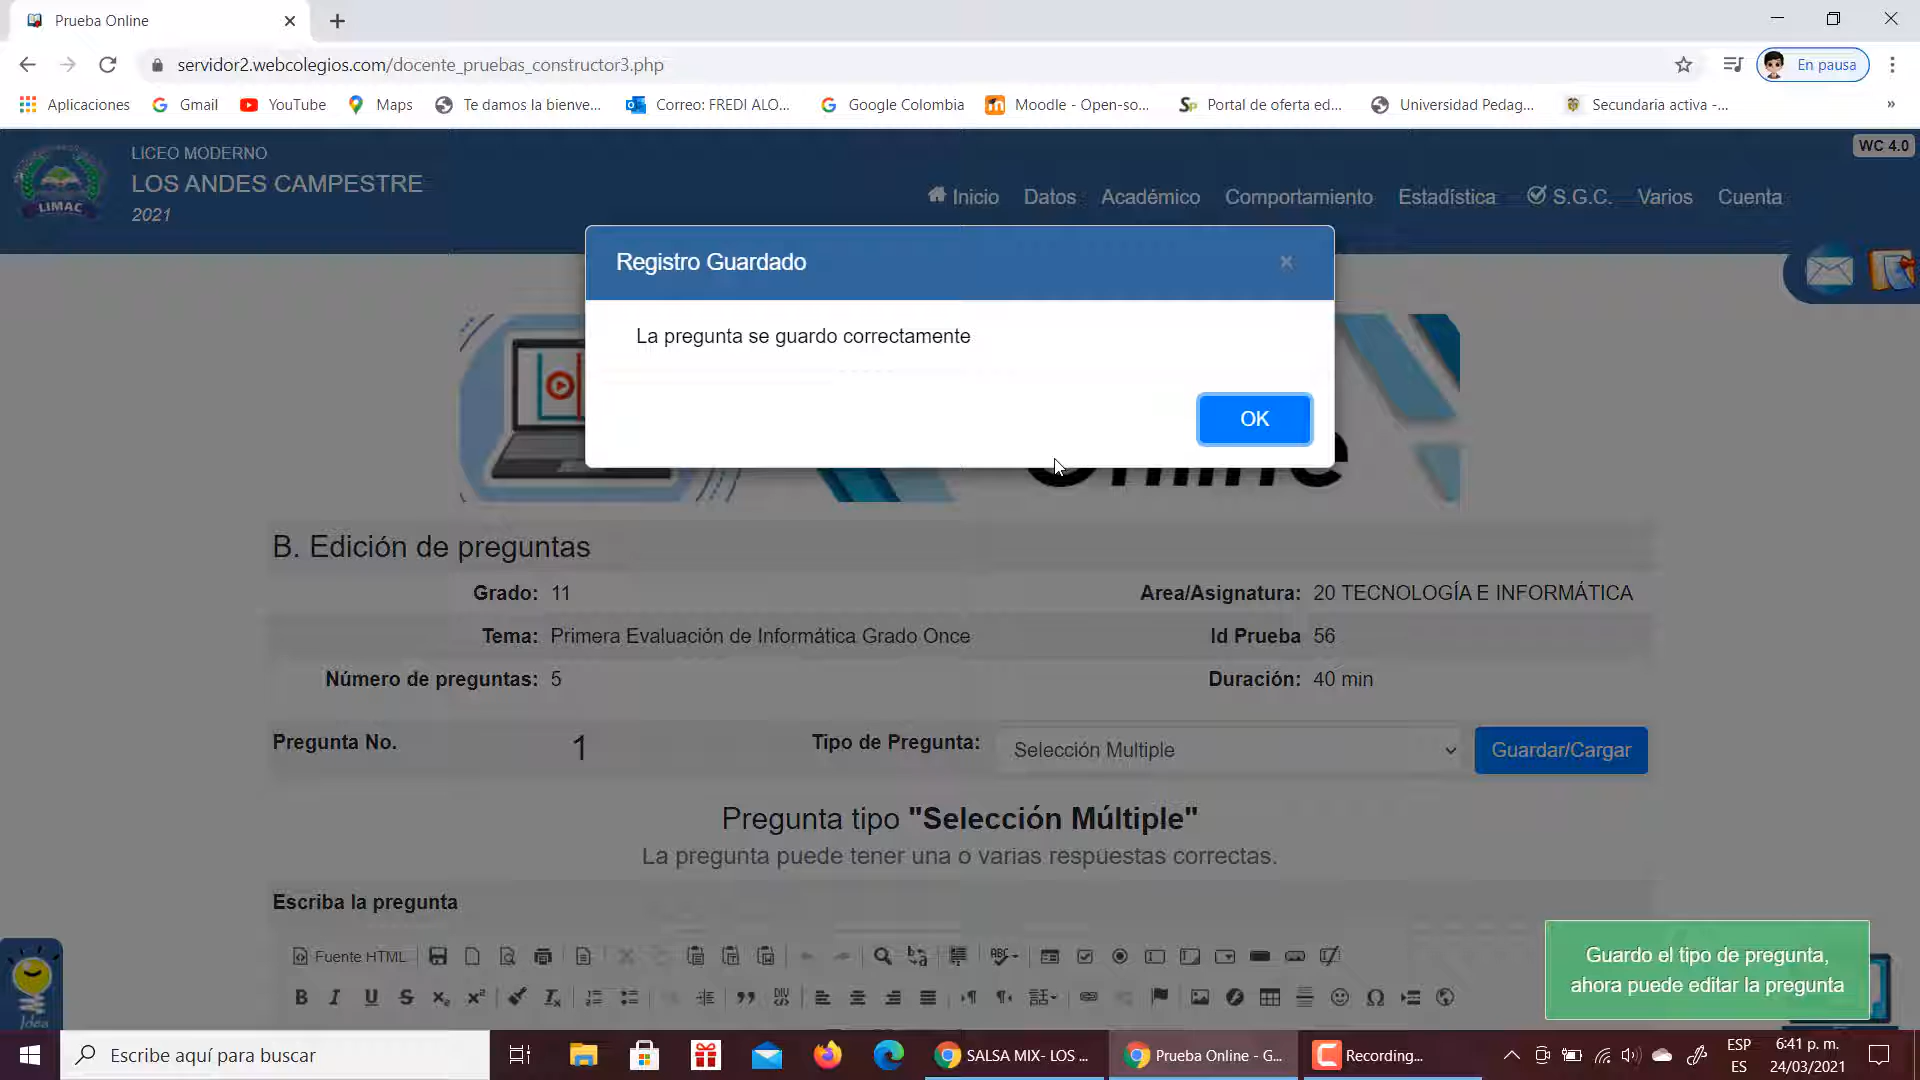 Prueba Online
servidor2.webcolegios.com/docente_pruebas_constructor3.php
En pausa
Aplicaciones
Gmail
YouTube
Maps
Te damos la bienve...
Correo: FREDI ALO...
Google Colombia
Moodle - Open-so...
Portal de oferta ed...
Universidad Pedag...
Secundaria activa -...
»
LICEO MODERNO
LOS ANDES CAMPESTRE
2021
LIMAC
WC 4.0
Inicio
Datos
Académico
Comportamiento
Estadística
S.G.C.
Varios
Cuenta
Registro Guardado
×
La pregunta se guardo correctamente
OK
Online
B. Edición de preguntas
Grado: 11
Area/Asignatura: 20 TECNOLOGÍA E INFORMÁTICA
Tema: Primera Evaluación de Informática Grado Once
Id Prueba 56
Número de preguntas: 5
Duración: 40 min
Pregunta No. 1
Tipo de Pregunta: Selección Multiple
Guardar/Cargar
Pregunta tipo "Selección Múltiple"
La pregunta puede tener una o varias respuestas correctas.
Escriba la pregunta
Fuente HTML
Guardo el tipo de pregunta,
ahora puede editar la pregunta
Idea
Escribe aquí para buscar
SALSA MIX- LOS ...
Prueba Online - G...
Recording...
ESP
ES
6:41 p. m.
24/03/2021